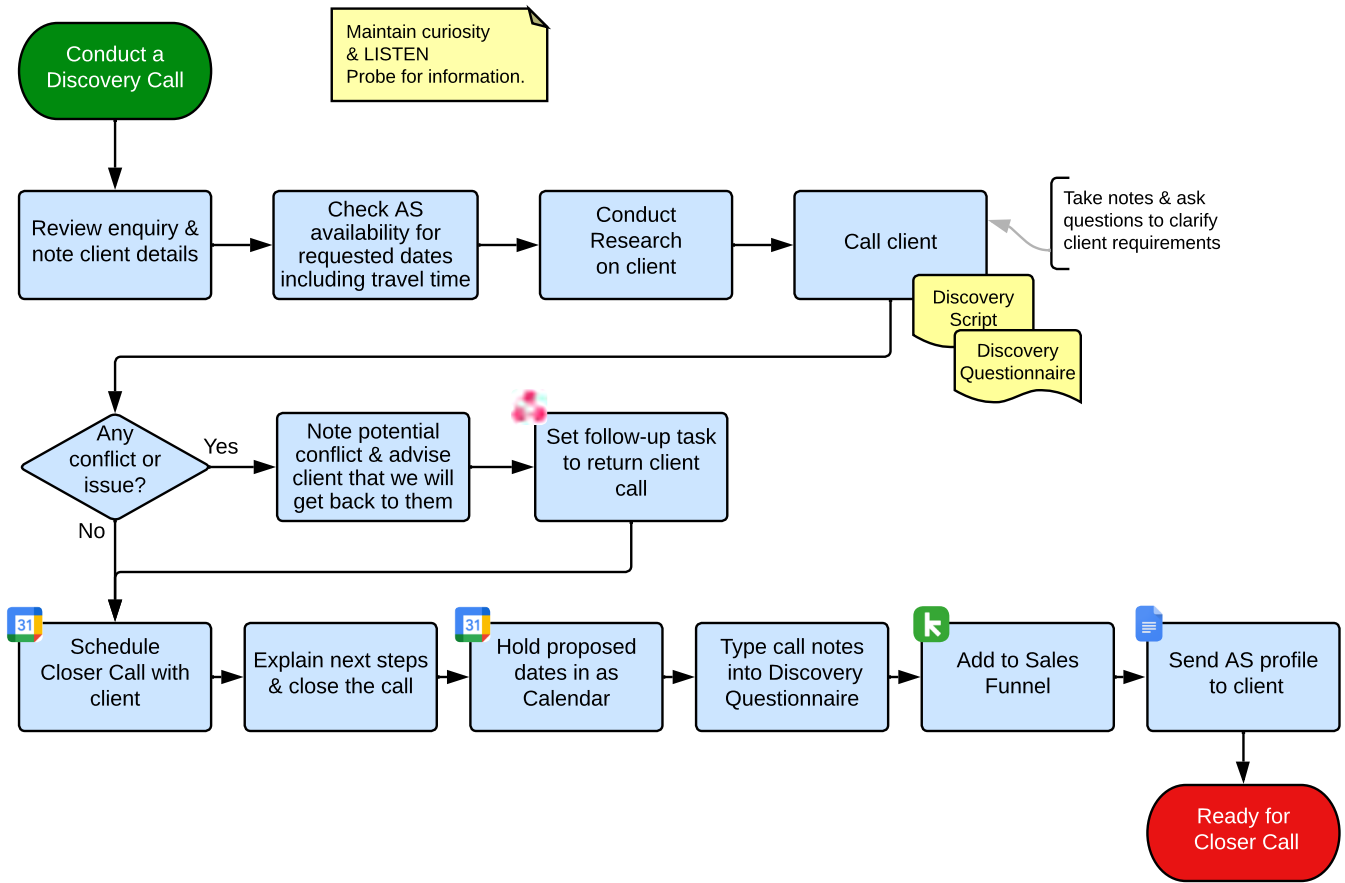 Conduct a
Discovery Call
Maintain curiosity
& LISTEN
Probe for information.
Review enquiry &
note client details
Check AS
availability for
requested dates
including travel time
Conduct
Research
on client
Call client
Take notes & ask
questions to clarify
client requirements
Discovery
Script
Discovery
Questionnaire
Any
conflict or
issue?
Yes
No
Note potential
conflict & advise
client that we will
get back to them
Set follow-up task
to return client
call
31
Schedule
Closer Call with
client
Explain next steps
& close the call
31
Hold proposed
dates in as
Calendar
Type call notes
into Discovery
Questionnaire
Add to Sales
Funnel
Send AS profile
to client
Ready for
Closer Call